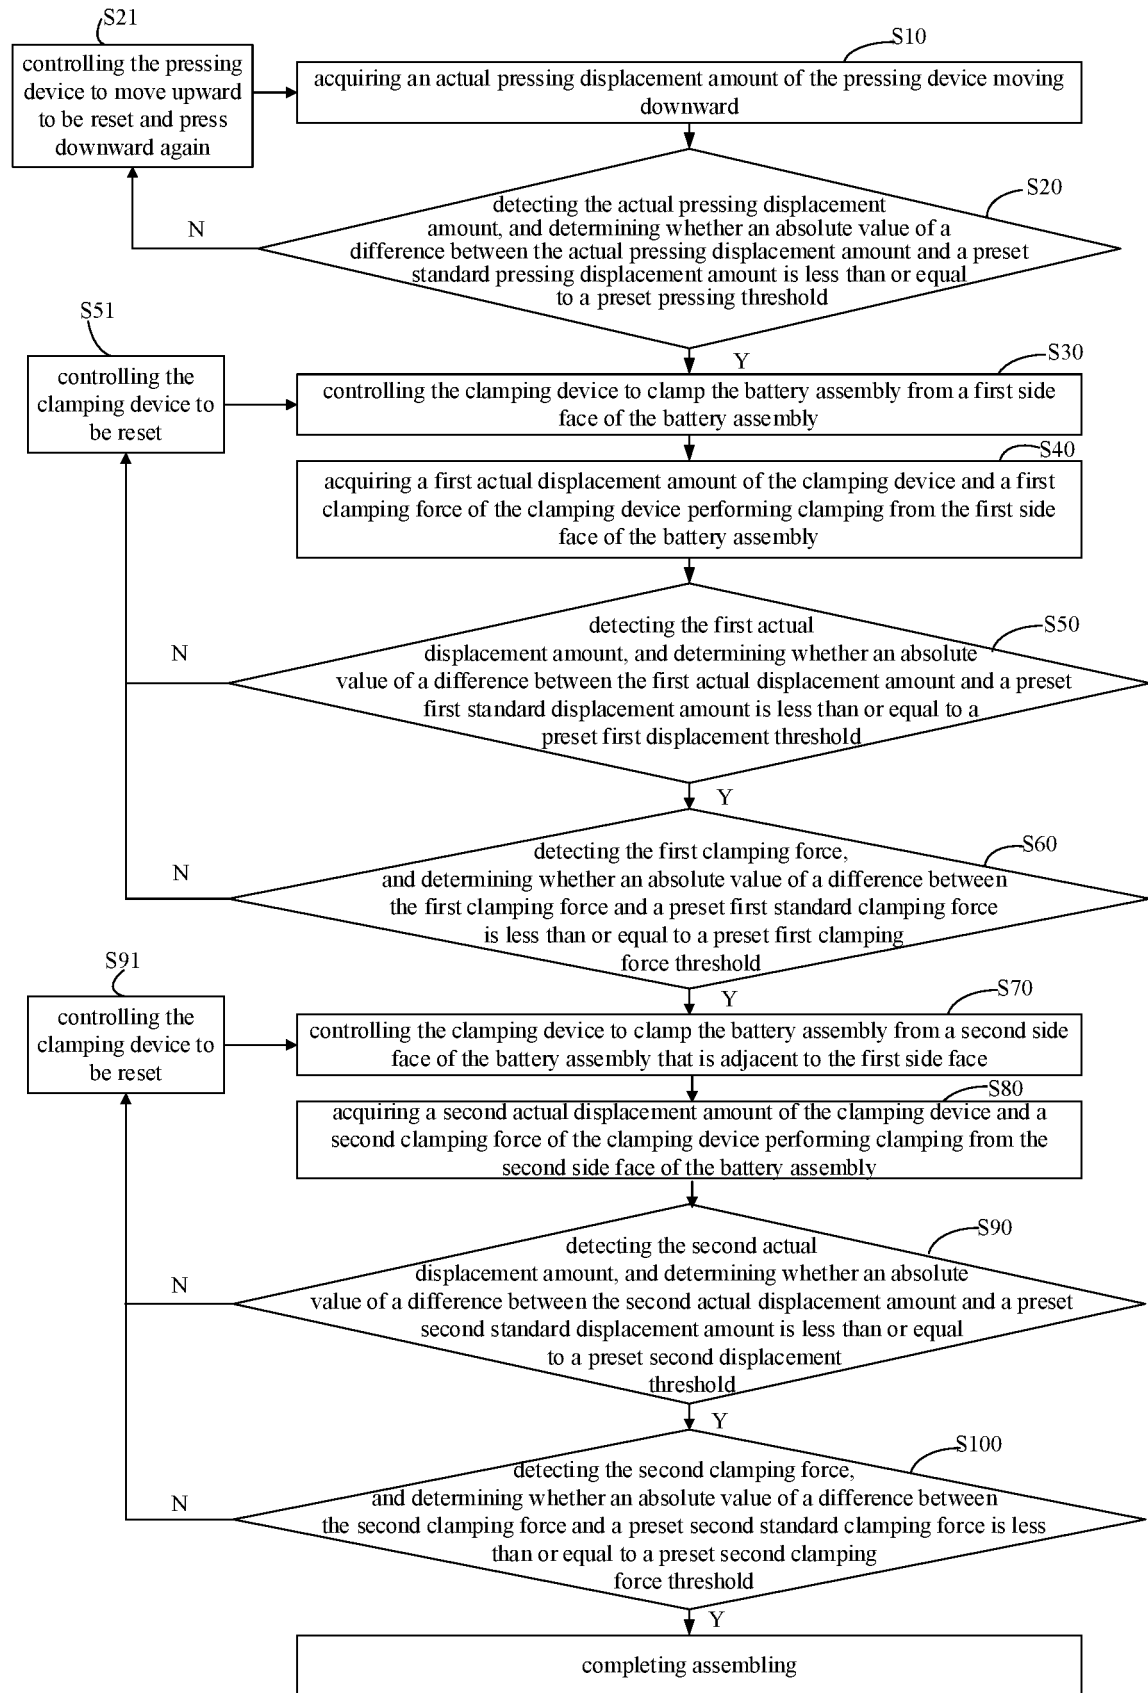 S21
controlling the pressing
device to move upward
to be reset and press
downward again
S10
acquiring an actual pressing displacement amount of the pressing device moving
downward
S20
detecting the actual pressing displacement
amount, and determining whether an absolute value of a
difference between the actual pressing displacement amount and a preset
standard pressing displacement amount is less than or equal
to a preset pressing threshold
N
Y
S51
controlling the
clamping device to
be reset
S30
controlling the clamping device to clamp the battery assembly from a first side
face of the battery assembly
S40
acquiring a first actual displacement amount of the clamping device and a first
clamping force of the clamping device performing clamping from the first side
face of the battery assembly
S50
detecting the first actual
displacement amount, and determining whether an absolute
value of a difference between the first actual displacement amount and a preset
first standard displacement amount is less than or equal to a
preset first displacement threshold
N
Y
S60
detecting the first clamping force,
and determining whether an absolute value of a difference between
the first clamping force and a preset first standard clamping force
is less than or equal to a preset first clamping
force threshold
N
Y
S91
controlling the
clamping device to
be reset
S70
controlling the clamping device to clamp the battery assembly from a second side
face of the battery assembly that is adjacent to the first side face
S80
acquiring a second actual displacement amount of the clamping device and a
second clamping force of the clamping device performing clamping from the
second side face of the battery assembly
S90
detecting the second actual
displacement amount, and determining whether an absolute
value of a difference between the second actual displacement amount and a preset
second standard displacement amount is less than or equal
to a preset second displacement
threshold
N
Y
S100
detecting the second clamping force,
and determining whether an absolute value of a difference between
the second clamping force and a preset second standard clamping force is less
than or equal to a preset second clamping
force threshold
N
Y
completing assembling